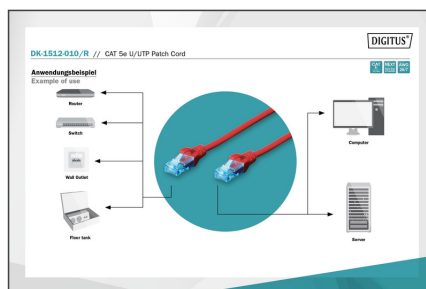 DIGITUS®
DK-1512-010/R // CAT 5e U/UTP Patch Cord
Anwendungsbeispiel
Example of use
Router
Switch
Wall Outlet
Floor tank
Computer
Server